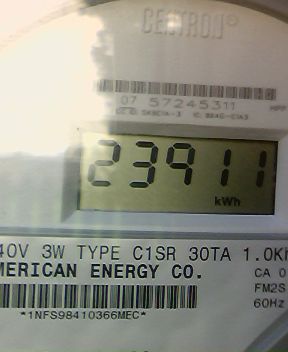 CENTRON®
07 57245311
23911
kWh
40V 3W TYPE C1SR 30TA 1.0Kh
MERICAN ENERGY CO.
CA 0
FM2S
60Hz
*1NFS98410366MEC*